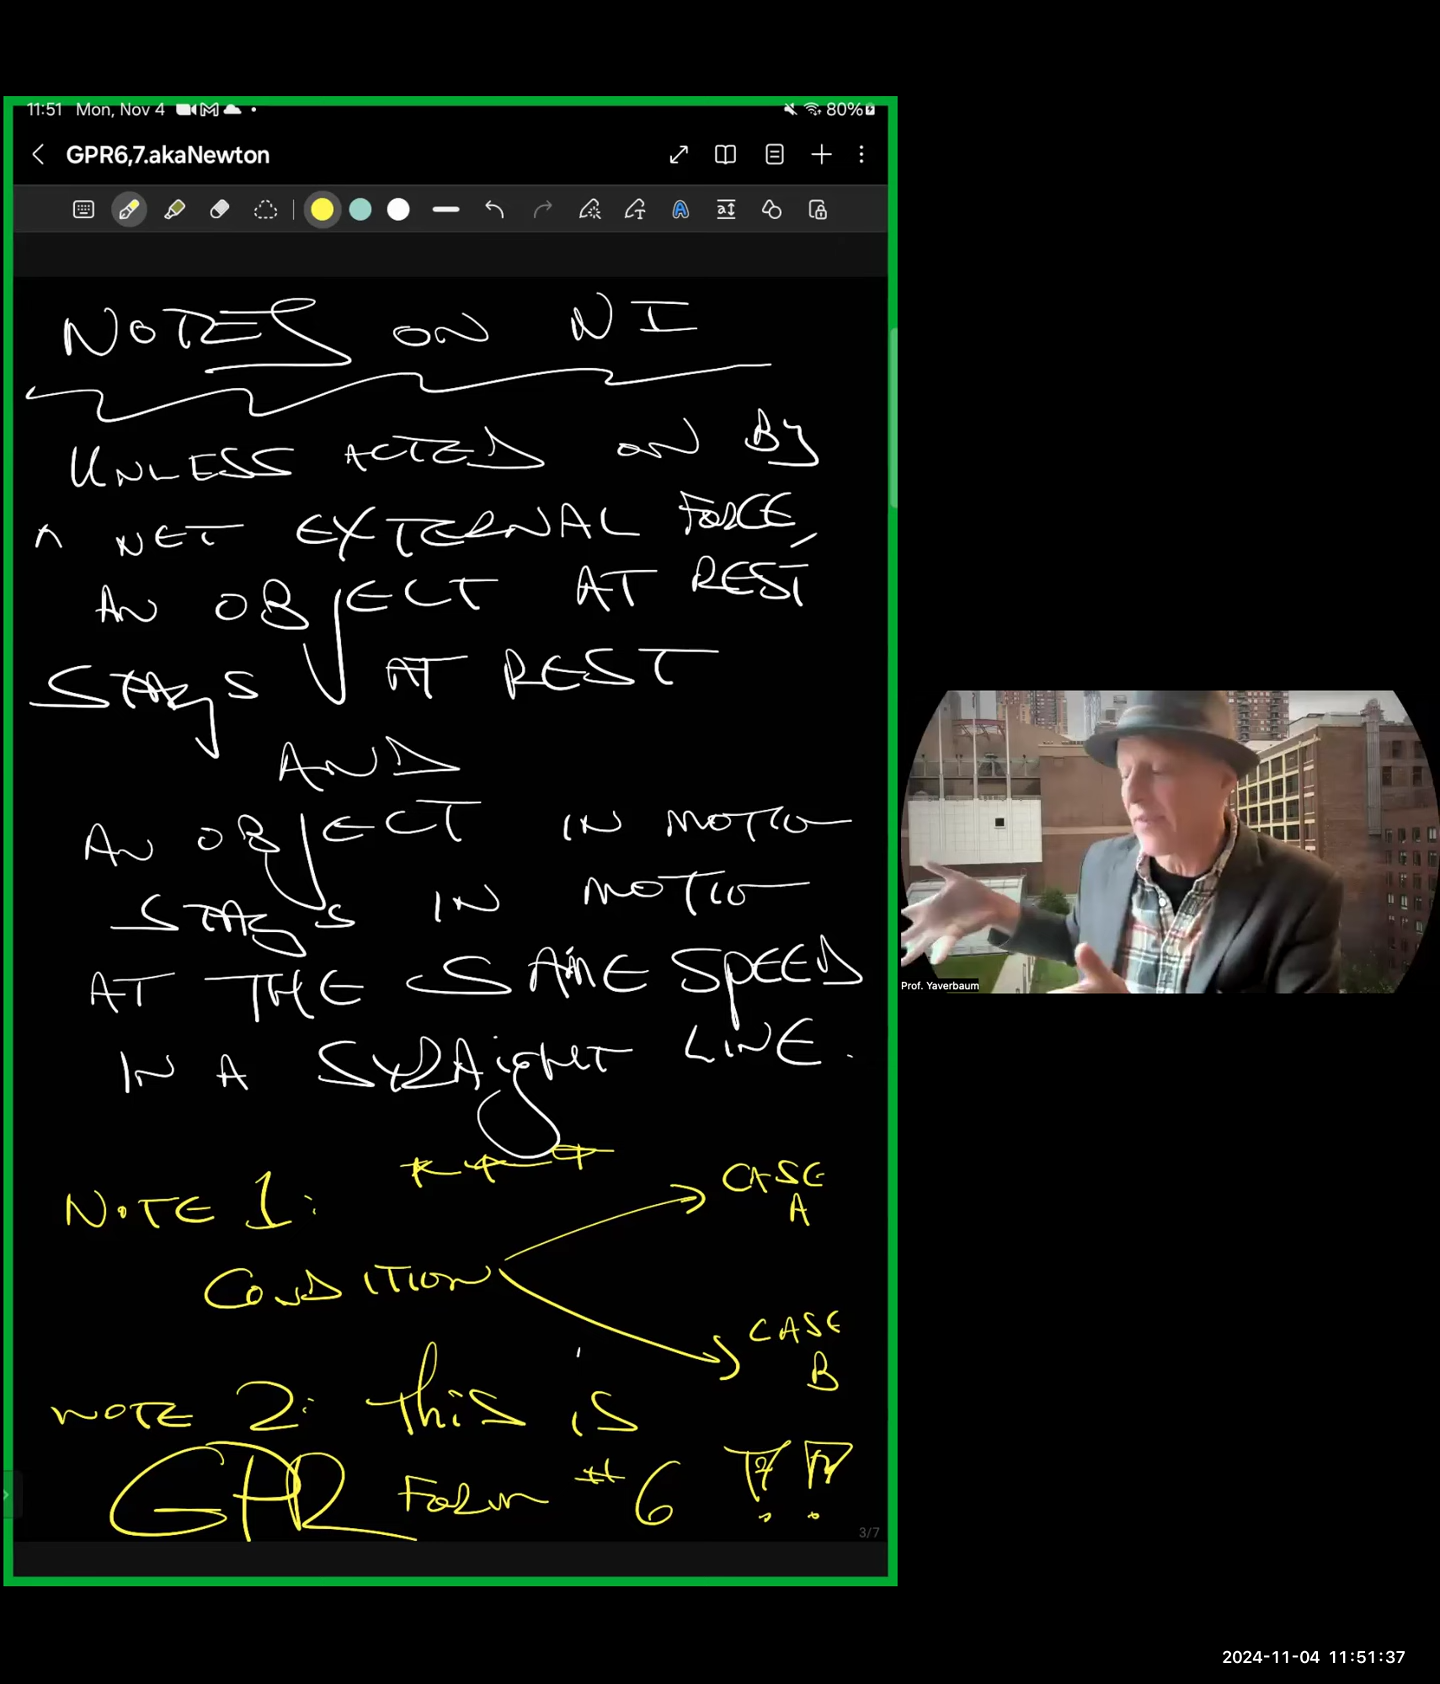 11:51 Mon, Nov 4 80%
GPR6,7.akaNewton
NOTES ON NI
UNLESS ACTED ON BY
A NET EXTERNAL FORCE,
AN OBJECT AT REST
STAYS AT REST
AND
AN OBJECT IN MOTION
STAYS IN MOTION
AT THE SAME SPEED
IN A STRAIGHT LINE.
NOTE 1:
CASE
A
CONDITION
CASE
B
NOTE 2: THIS IS
GPR FORM #6
3/7
Prof. Yaverbaum
2024-11-04 11:51:37